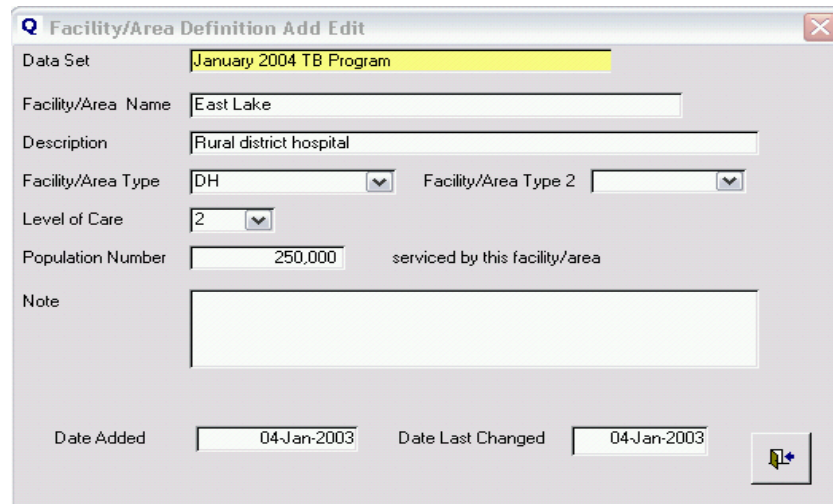 Q Facility/Area Definition Add Edit
Data Set January 2004 TB Program
Facility/Area Name East Lake
Description Rural district hospital
Facility/Area Type DH Facility/Area Type 2
Level of Care 2
Population Number 250,000 serviced by this facility/area
Note
Date Added 04-Jan-2003 Date Last Changed 04-Jan-2003